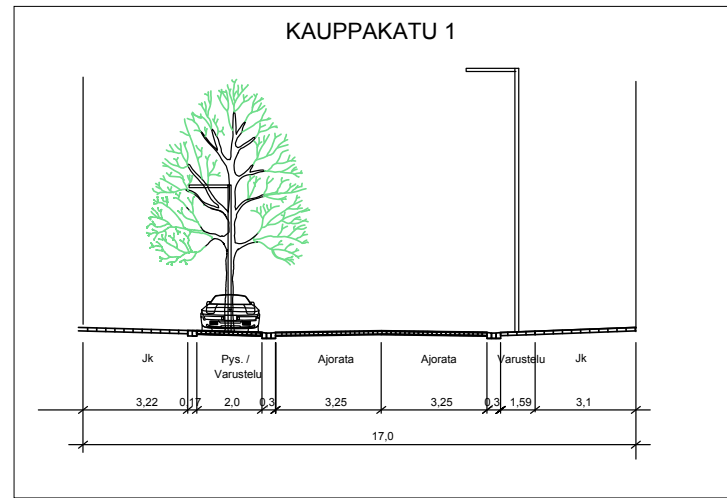 KAUPPAKATU 1
Jk Pys. / Ajorata Ajorata Varustelu Jk
Varustelu
3,22 0,17 2,0 0,3 3,25 3,25 0,3 1,59 3,1
17,0